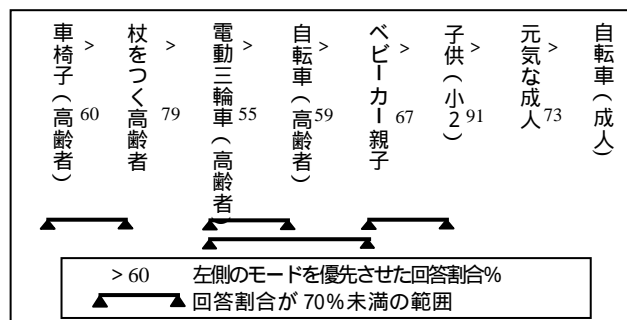 車椅子（高齢者）
> 60
杖をつく高齢者
> 79
電動三輪車（高齢者）
> 55
自転車（高齢者）
> 59
ベビーカー親子
> 67
子供（小２）
> 91
元気な成人
> 73
自転車（成人）
> 60 左側のモードを優先させた回答割合%
回答割合が 70%未満の範囲